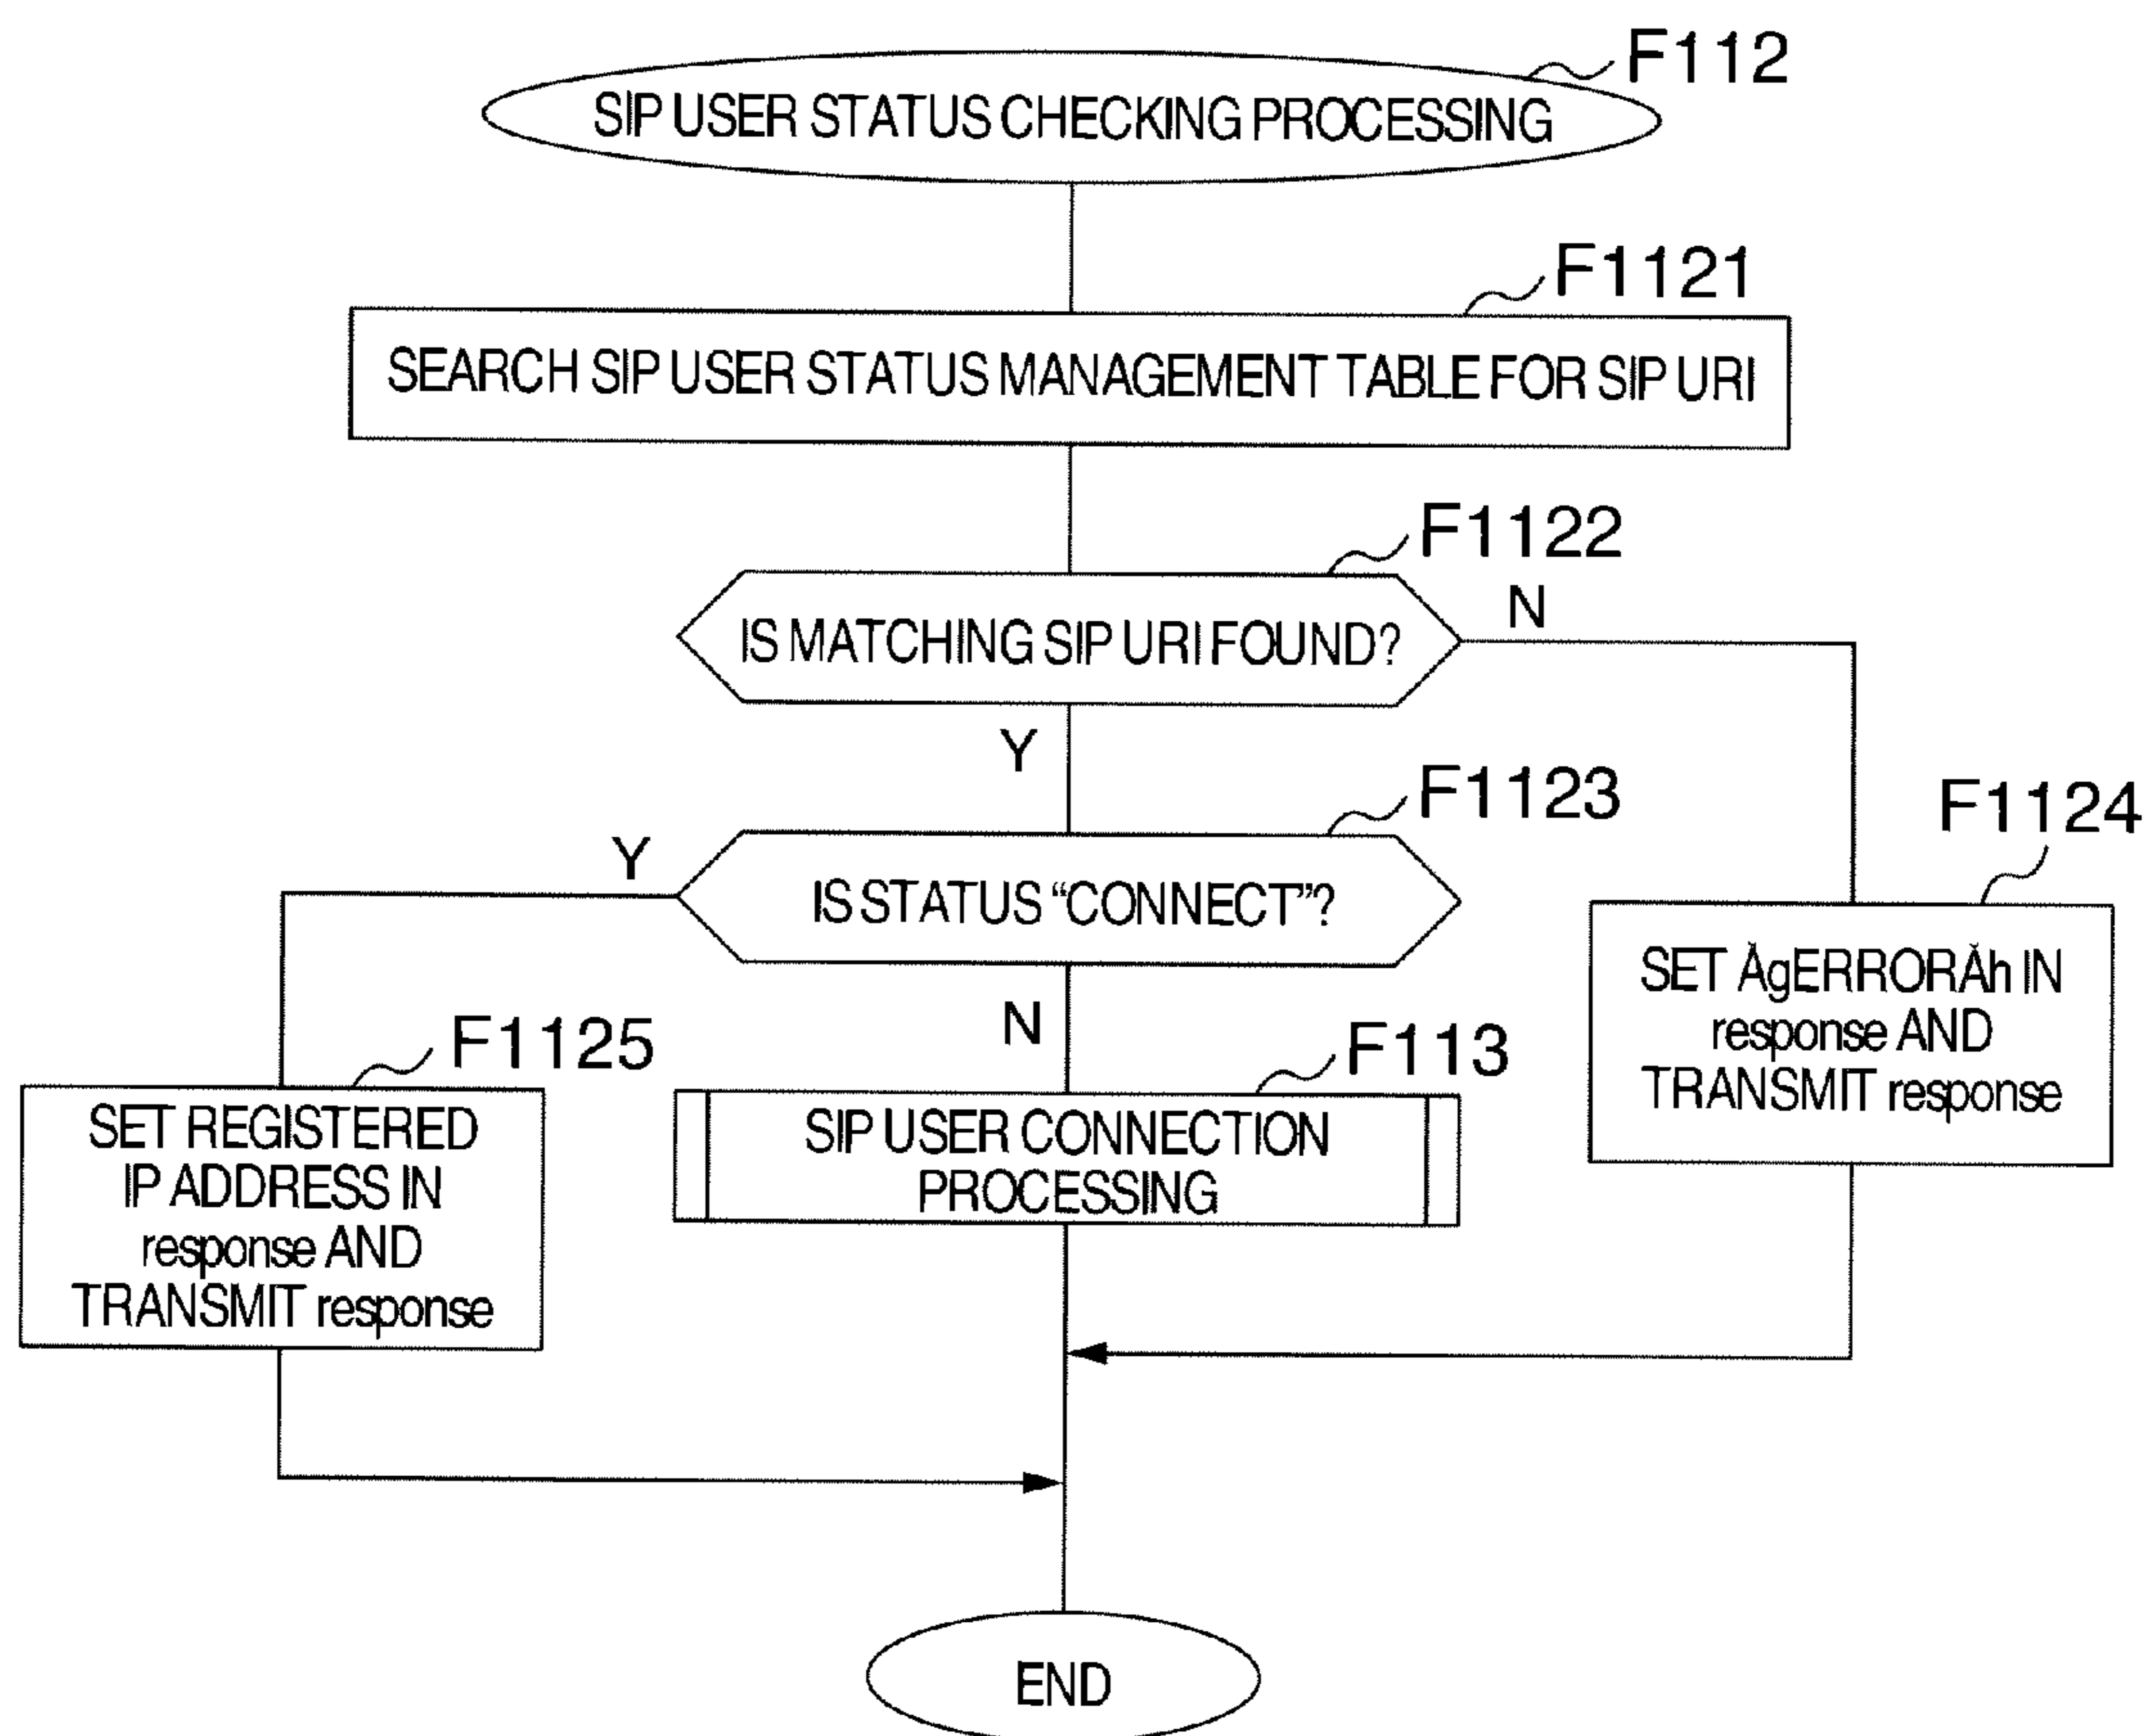 F112
SIP USER STATUS CHECKING PROCESSING
F1121
SEARCH SIP USER STATUS MANAGEMENT TABLE FOR SIP URI
F1122
IS MATCHING SIP URI FOUND?
N
Y
F1123
Y
IS STATUS “CONNECT”?
N
F1124
SET ÅgERRORÅh IN
response AND
TRANSMIT response
F1125
SET REGISTERED
IP ADDRESS IN
response AND
TRANSMIT response
F113
SIP USER CONNECTION
PROCESSING
END